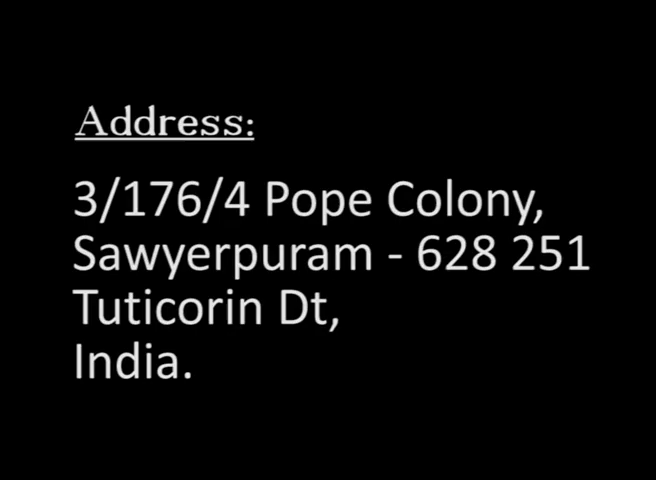 Address:
3/176/4 Pope Colony,
Sawyerpuram - 628 251
Tuticorin Dt,
India.